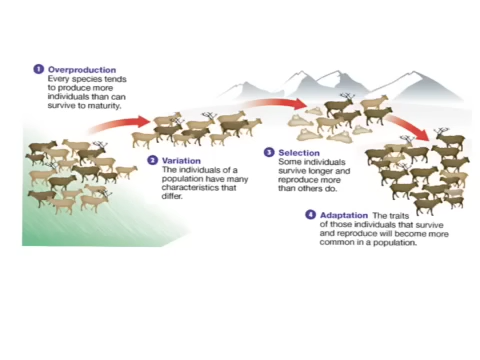 1 Overproduction
Every species tends
to produce more
individuals than can
survive to maturity.
2 Variation
The individuals of a
population have many
characteristics that
differ.
3 Selection
Some individuals
survive longer and
reproduce more
than others do.
4 Adaptation The traits
of those individuals that survive
and reproduce will become more
common in a population.